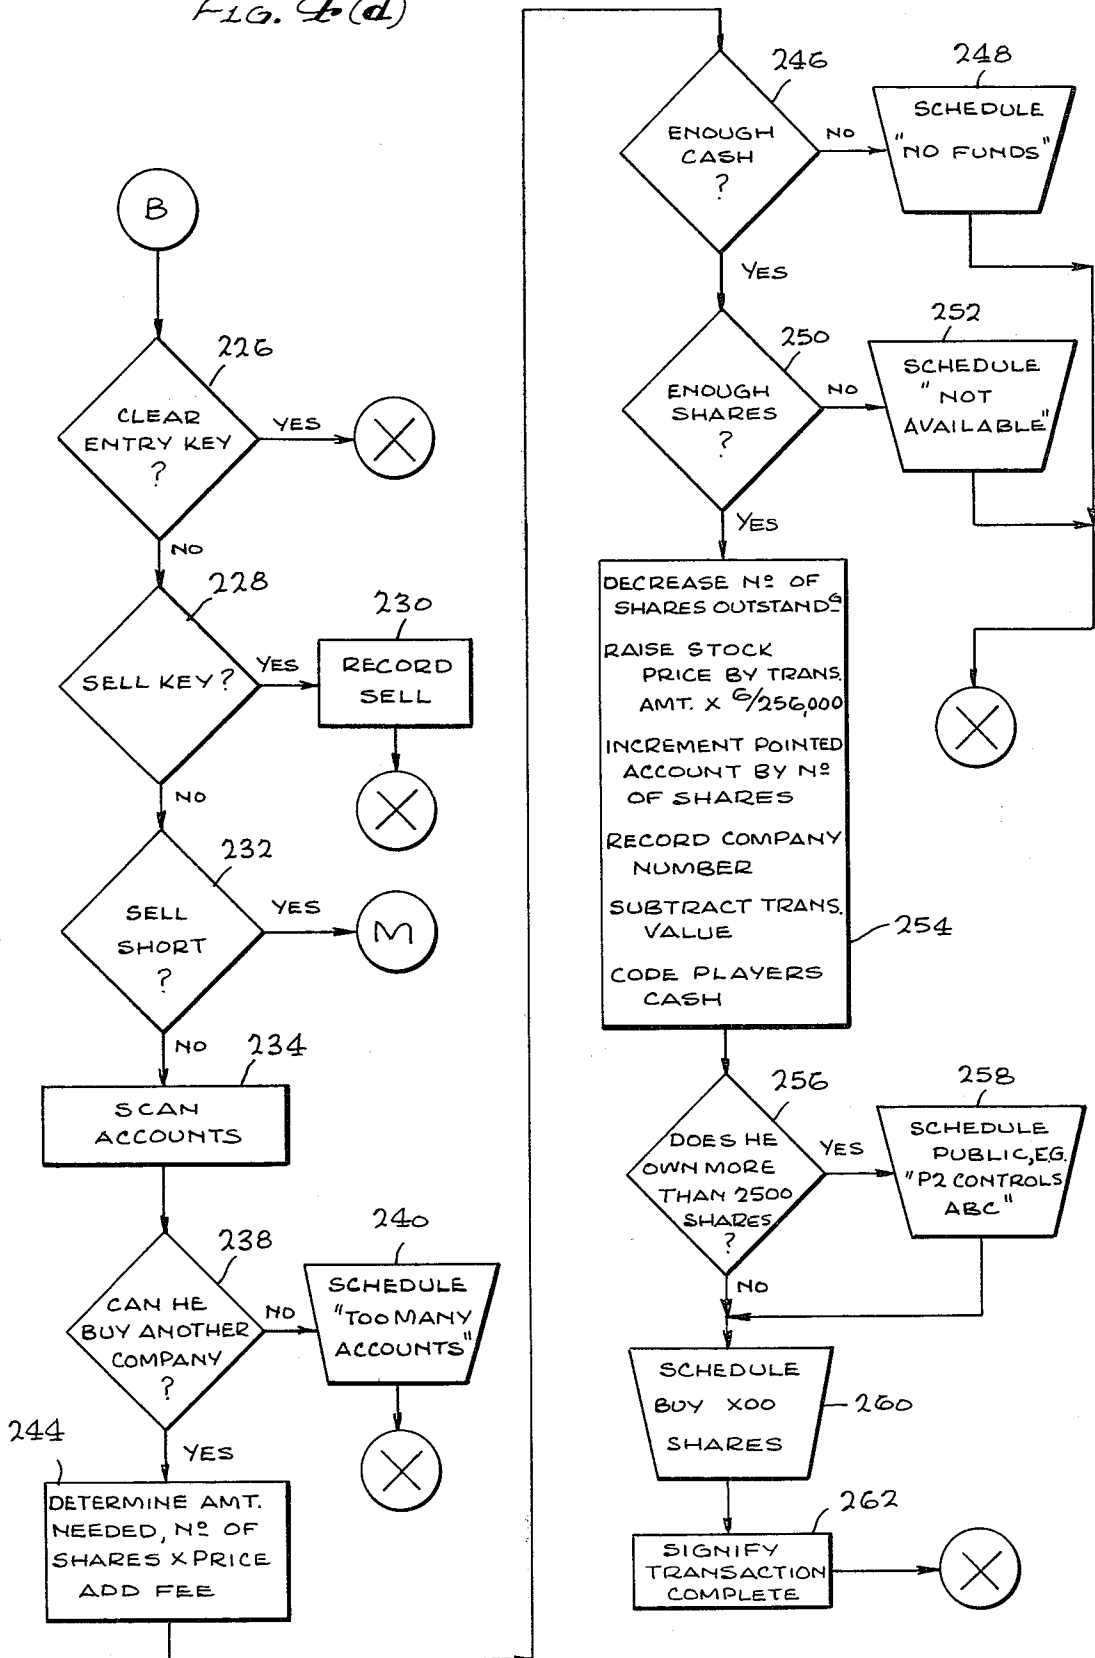 FIG. 4(d)
B
226
CLEAR
ENTRY KEY
?
YES
X
NO
228
SELL KEY?
YES
230
RECORD
SELL
X
NO
232
SELL
SHORT
?
YES
M
NO
234
SCAN
ACCOUNTS
238
CAN HE
BUY ANOTHER
COMPANY
?
NO
240
SCHEDULE
"TOO MANY
ACCOUNTS"
X
YES
244
DETERMINE AMT.
NEEDED, Nº OF
SHARES X PRICE
ADD FEE
246
ENOUGH
CASH
?
NO
248
SCHEDULE
"NO FUNDS"
YES
250
ENOUGH
SHARES
?
NO
252
SCHEDULE
"NOT
AVAILABLE"
X
YES
DECREASE Nº OF
SHARES OUTSTANDG
RAISE STOCK
PRICE BY TRANS.
AMT. X G/256,000
INCREMENT POINTED
ACCOUNT BY Nº
OF SHARES
RECORD COMPANY
NUMBER
SUBTRACT TRANS.
VALUE
CODE PLAYERS
CASH
254
256
DOES HE
OWN MORE
THAN 2500
SHARES
?
YES
258
SCHEDULE
PUBLIC, E.G.
"P2 CONTROLS
ABC"
NO
SCHEDULE
BUY X00
SHARES
260
262
SIGNIFY
TRANSACTION
COMPLETE
X